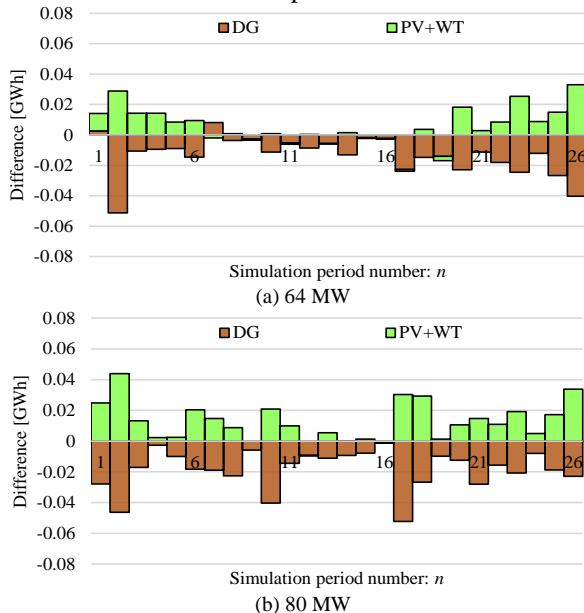 0.08
DG PV+WT
0.06
0.04
0.02
0
1 6 11 16 21 26
-0.02
-0.04
-0.06
-0.08
Difference [GWh]
Simulation period number: n
(a) 64 MW
0.08
DG PV+WT
0.06
0.04
0.02
0
1 6 11 16 21 26
-0.02
-0.04
-0.06
-0.08
Difference [GWh]
Simulation period number: n
(b) 80 MW